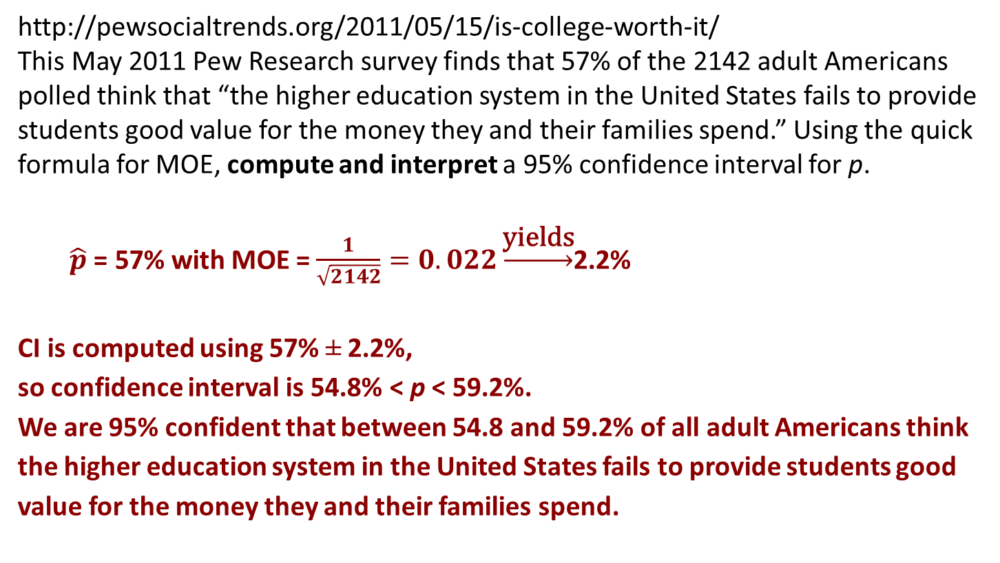 http://pewsocialtrends.org/2011/05/15/is-college-worth-it/
This May 2011 Pew Research survey finds that 57% of the 2142 adult Americans
polled think that “the higher education system in the United States fails to provide
students good value for the money they and their families spend.” Using the quick
formula for MOE, compute and interpret a 95% confidence interval for p.
p̂ = 57% with MOE = 1/√2142 = 0.022 yields→ 2.2%
CI is computed using 57% ± 2.2%,
so confidence interval is 54.8% < p < 59.2%.
We are 95% confident that between 54.8 and 59.2% of all adult Americans think
the higher education system in the United States fails to provide students good
value for the money they and their families spend.